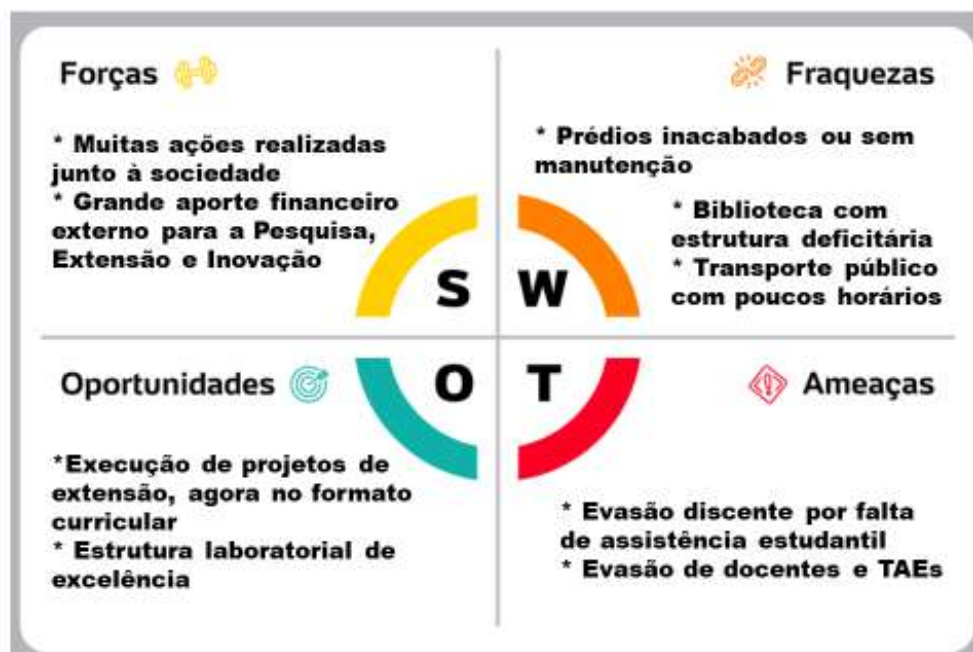 Forças
* Muitas ações realizadas
junto à sociedade
* Grande aporte financeiro
externo para a Pesquisa,
Extensão e Inovação
Fraquezas
* Prédios inacabados ou sem
manutenção
* Biblioteca com
estrutura deficitária
* Transporte público
com poucos horários
S W
O T
Oportunidades
*Execução de projetos de
extensão, agora no formato
curricular
* Estrutura laboratorial de
excelência
Ameaças
* Evasão discente por falta
de assistência estudantil
* Evasão de docentes e TAEs